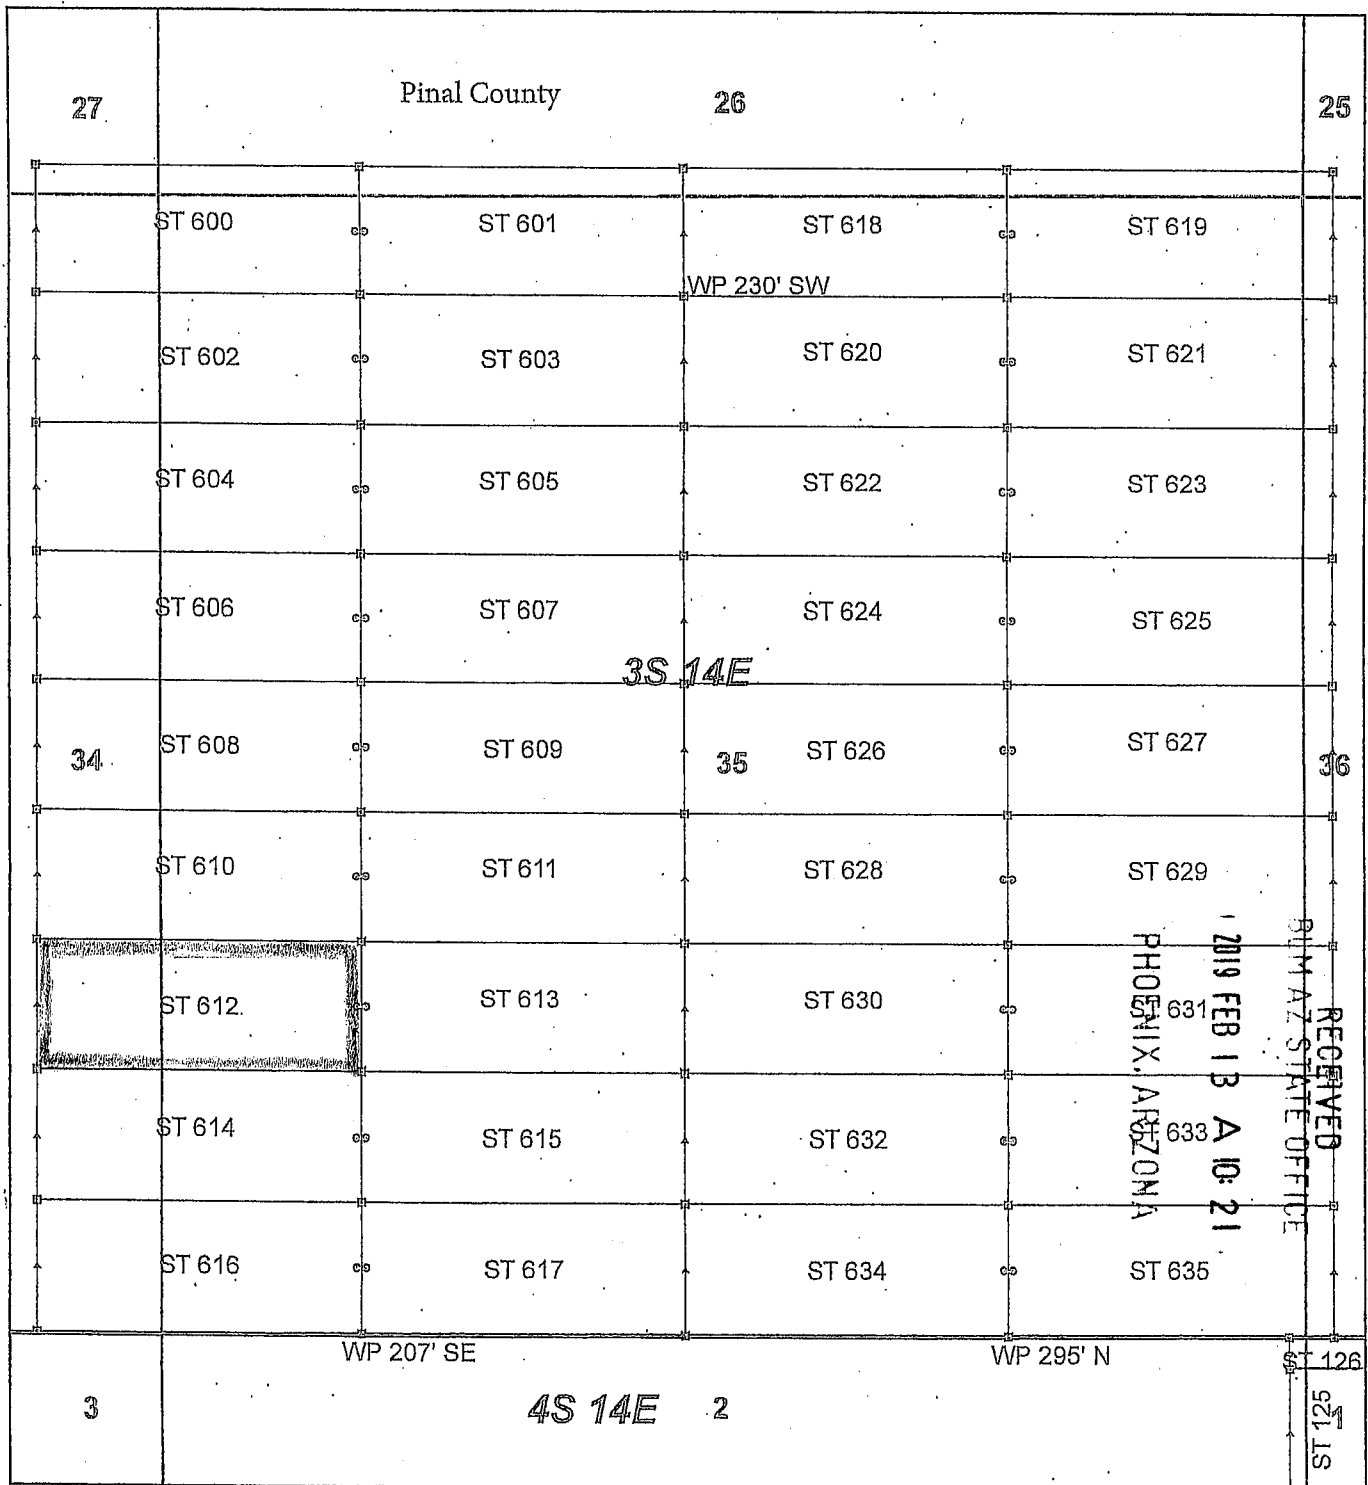 27 Pinal County 26 25
ST 600 ST 601 ST 618 ST 619
WP 230' SW
ST 602 ST 603 ST 620 ST 621
ST 604 ST 605 ST 622 ST 623
ST 606 ST 607 ST 624 ST 625
3S 14E
34 ST 608 ST 609 35 ST 626 ST 627 36
ST 610 ST 611 ST 628 ST 629
ST 612 ST 613 ST 630 ST 631
ST 614 ST 615 ST 632 ST 633
ST 616 ST 617 ST 634 ST 635
RECEIVED
BLM AZ STATE OFFICE
2019 FEB 13 A 10: 21
PHOENIX, ARIZONA
WP 207' SE WP 295' N ST 126
3 4S 14E 2 1
ST 125